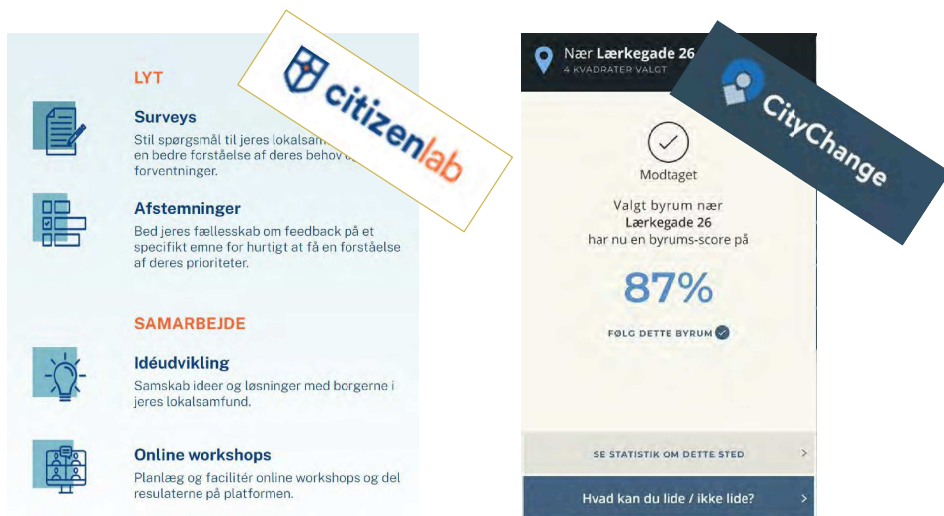 LYT
Surveys
Stil spørgsmål til jeres
en bedre forståelse af deres behov
forventninger.
Afstemninger
Bed jeres fællesskab om feedback på et
specifikt emne for hurtigt at få en forståelse
af deres prioriteter.
SAMARBEJDE
Idéudvikling
Samskab ideer og løsninger med borgerne i
jeres lokalsamfund.
Online workshops
Planlæg og facilitér online workshops og del
resulaterne på platformen.
citizenlab
Nær Lærkegade 26
4 KVADRATER VALGT
CityChange
Modtaget
Valgt byrum nær
Lærkegade 26
har nu en byrums-score på
87%
FØLG DETTE BYRUM
SE STATISTIK OM DETTE STED
Hvad kan du lide / ikke lide?